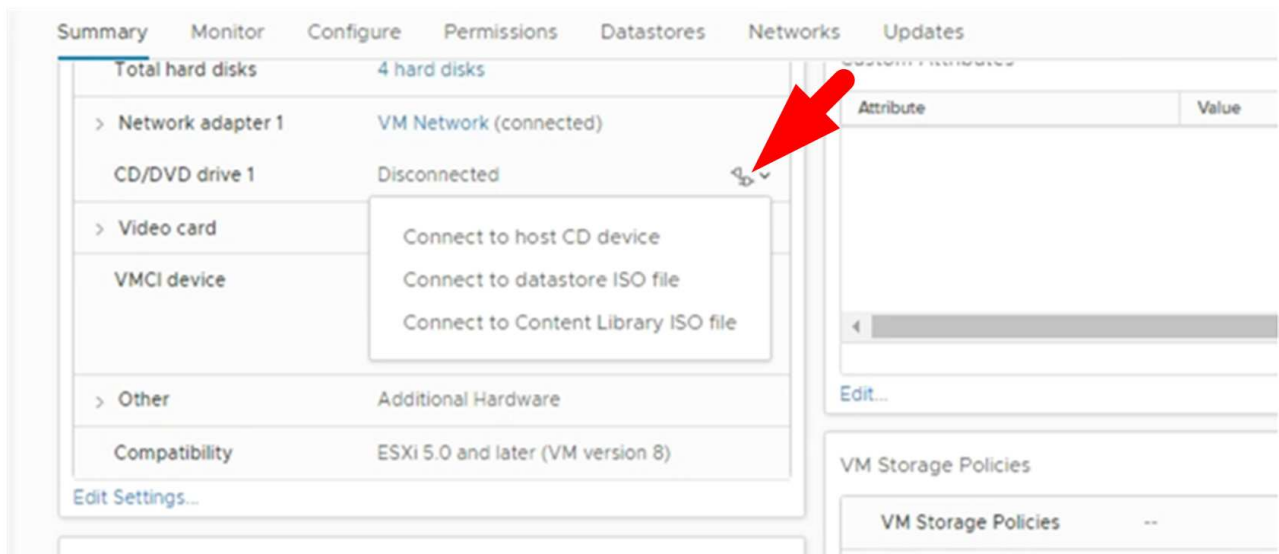 Summary Monitor Configure Permissions Datastores Networks Updates
Total hard disks 4 hard disks
> Network adapter 1 VM Network (connected)
CD/DVD drive 1 Disconnected
> Video card
Connect to host CD device
VMCI device
Connect to datastore ISO file
Connect to Content Library ISO file
> Other Additional Hardware
Compatibility ESXi 5.0 and later (VM version 8)
Edit Settings...
Attribute Value
Edit...
VM Storage Policies
VM Storage Policies --